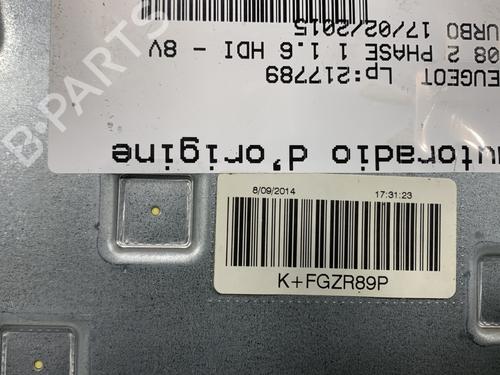 autoradio d'origine
Lp:217789
EUGEOT
08 2 PHASE 1 1.6 HDI - 8V
URBO 17/02/2015
8/09/2014 17:31:23
K+FGZR89P
B-PARTS